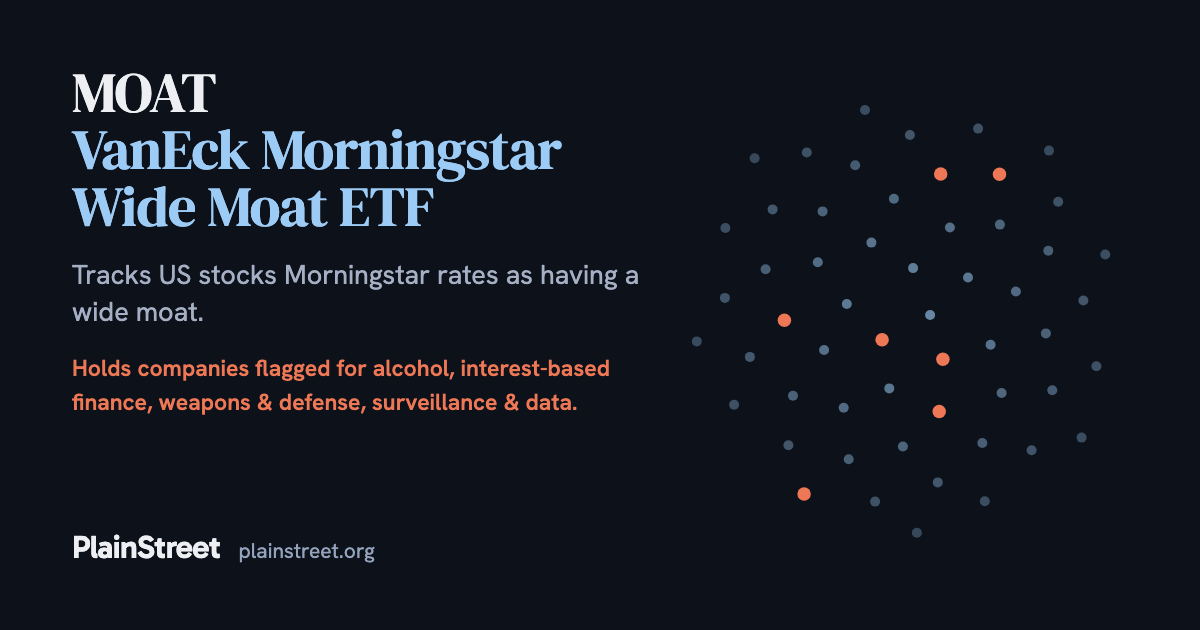 MOAT
VanEck Morningstar
Wide Moat ETF
Tracks US stocks Morningstar rates as having a
wide moat.
Holds companies flagged for alcohol, interest-based
finance, weapons & defense, surveillance & data.
PlainStreet plainstreet.org